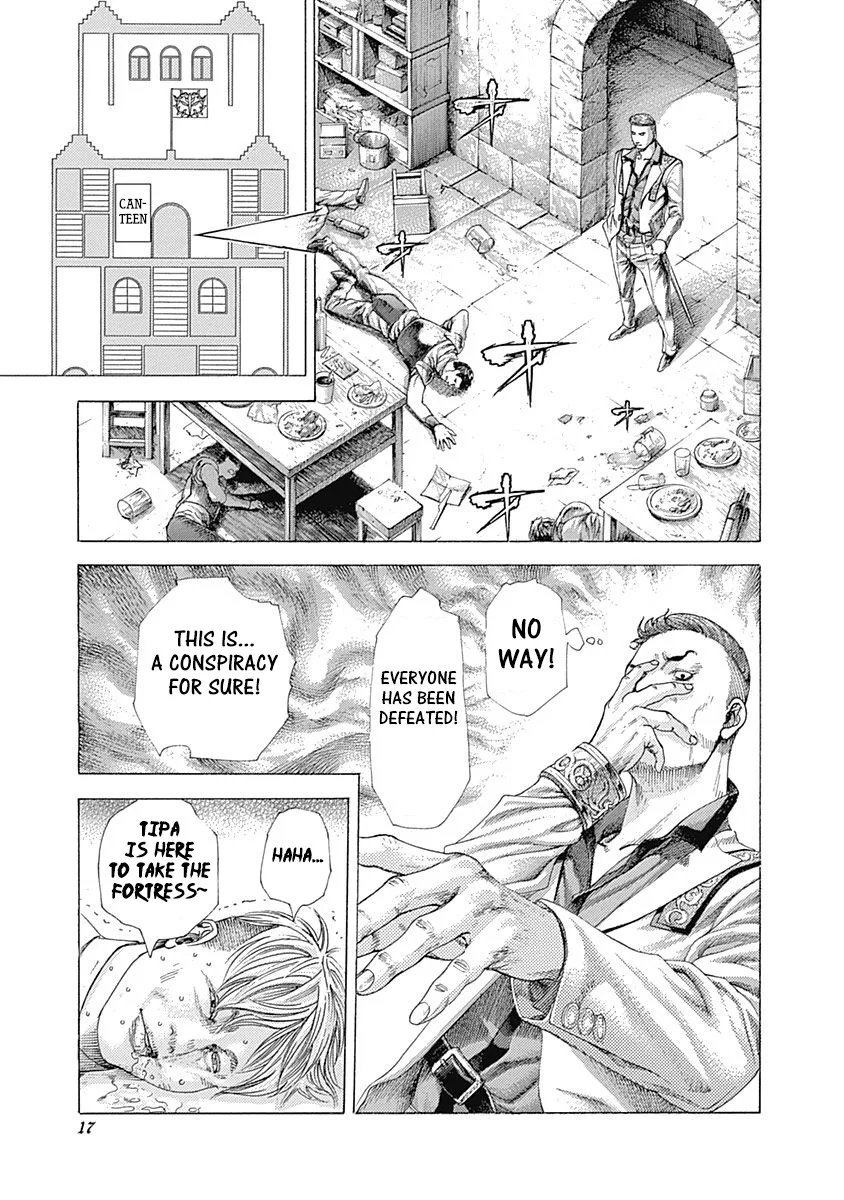 CAN-
TEEN
NO
WAY!
EVERYONE
HAS BEEN
DEFEATED!
THIS IS...
A CONSPIRACY
FOR SURE!
HAHA...
TIPA
IS HERE
TO TAKE THE
FORTRESS~
17